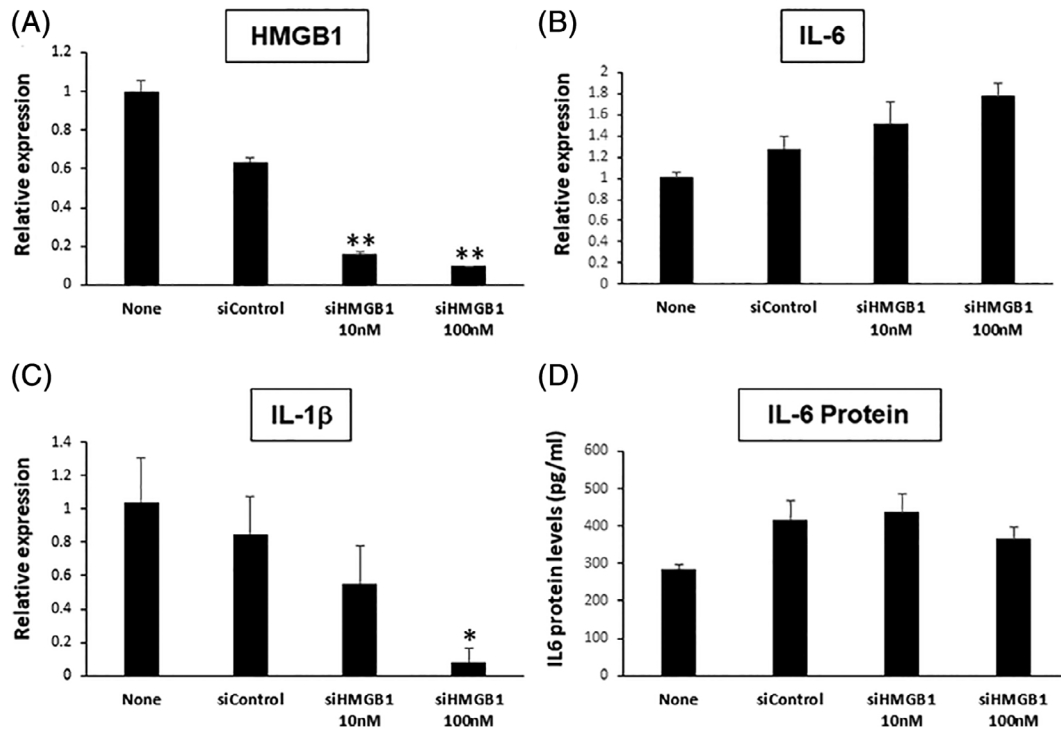 (A)
HMGB1
Relative expression
1.2
1
0.8
0.6
0.4
0.2
0
**
**
None
siControl
siHMGB1
10nM
siHMGB1
100nM
(B)
IL-6
Relative expression
2
1.8
1.6
1.4
1.2
1
0.8
0.6
0.4
0.2
0
None
siControl
siHMGB1
10nM
siHMGB1
100nM
(C)
IL-1β
Relative expression
1.4
1.2
1
0.8
0.6
0.4
0.2
0
*
None
siControl
siHMGB1
10nM
siHMGB1
100nM
(D)
IL-6 Protein
IL6 protein levels (pg/ml)
600
500
400
300
200
100
0
None
siControl
siHMGB1
10nM
siHMGB1
100nM